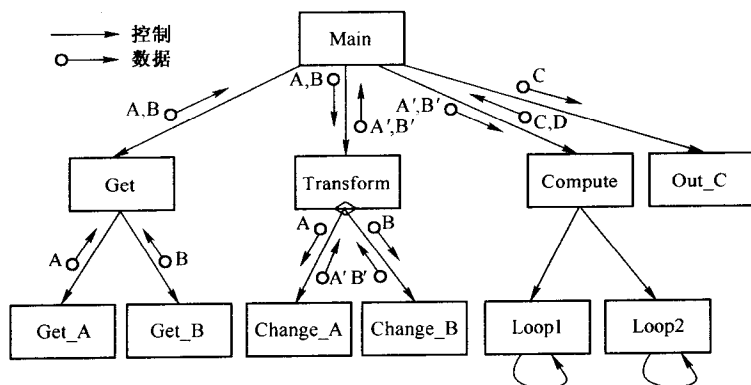 控制
数据
Main
A,B
A,B
A′,B′
A′,B′
C,D
C
Get
Transform
Compute
Out_C
A
B
A
B
A′
B′
Get_A
Get_B
Change_A
Change_B
Loop1
Loop2